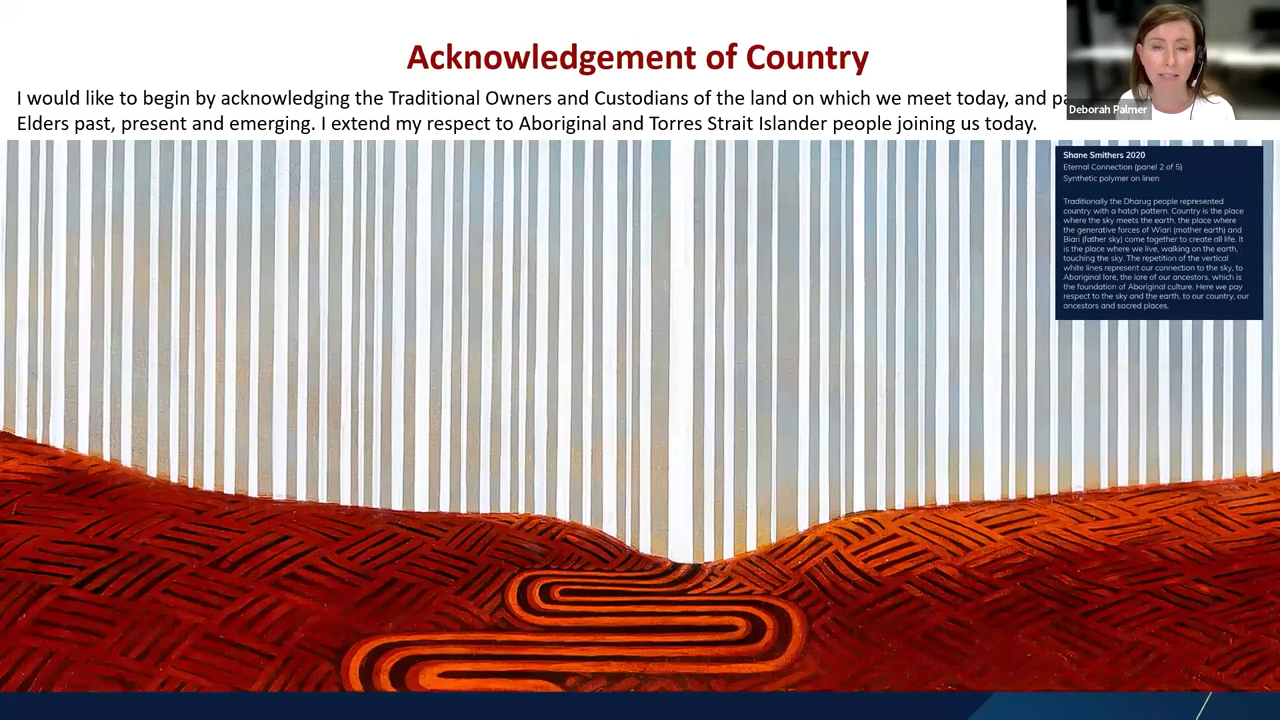 Acknowledgement of Country
I would like to begin by acknowledging the Traditional Owners and Custodians of the land on which we meet today, and
Elders past, present and emerging. I extend my respect to Aboriginal and Torres Strait Islander people joining us today.
Deborah Palmer
Shane Smithers 2020
Eternal Connection (panel 2 of 5)
Synthetic polymer on linen
Traditionally the Dharug people represented
country with a hatch pattern. Country is the place
where the sky meets the earth, the place where
the generative forces of Wiari (mother earth) and
Biari (father sky) come together to create all life. It
is the place where we live, walking on the earth,
touching the sky. The repetition of the vertical
white lines represent our connection to the sky, to
Aboriginal lore, the lore of our ancestors, which is
the foundation of Aboriginal culture. Here we pay
respect to the sky and the earth, to our country, our
ancestors and sacred places.